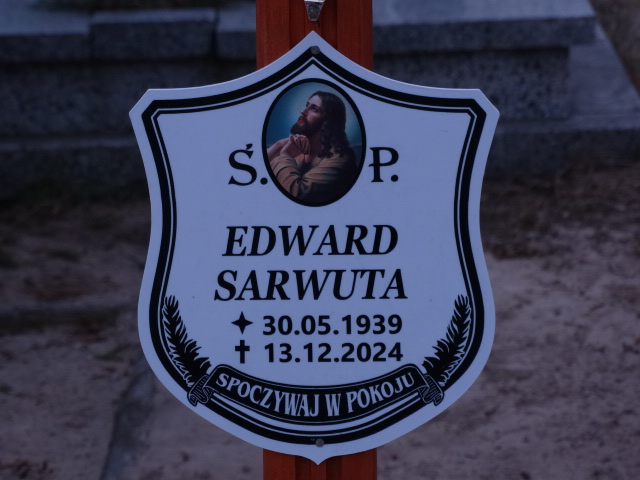 Ś. P.
EDWARD
SARWUTA
30.05.1939
13.12.2024
SPOCZYWAJ W POKOJU